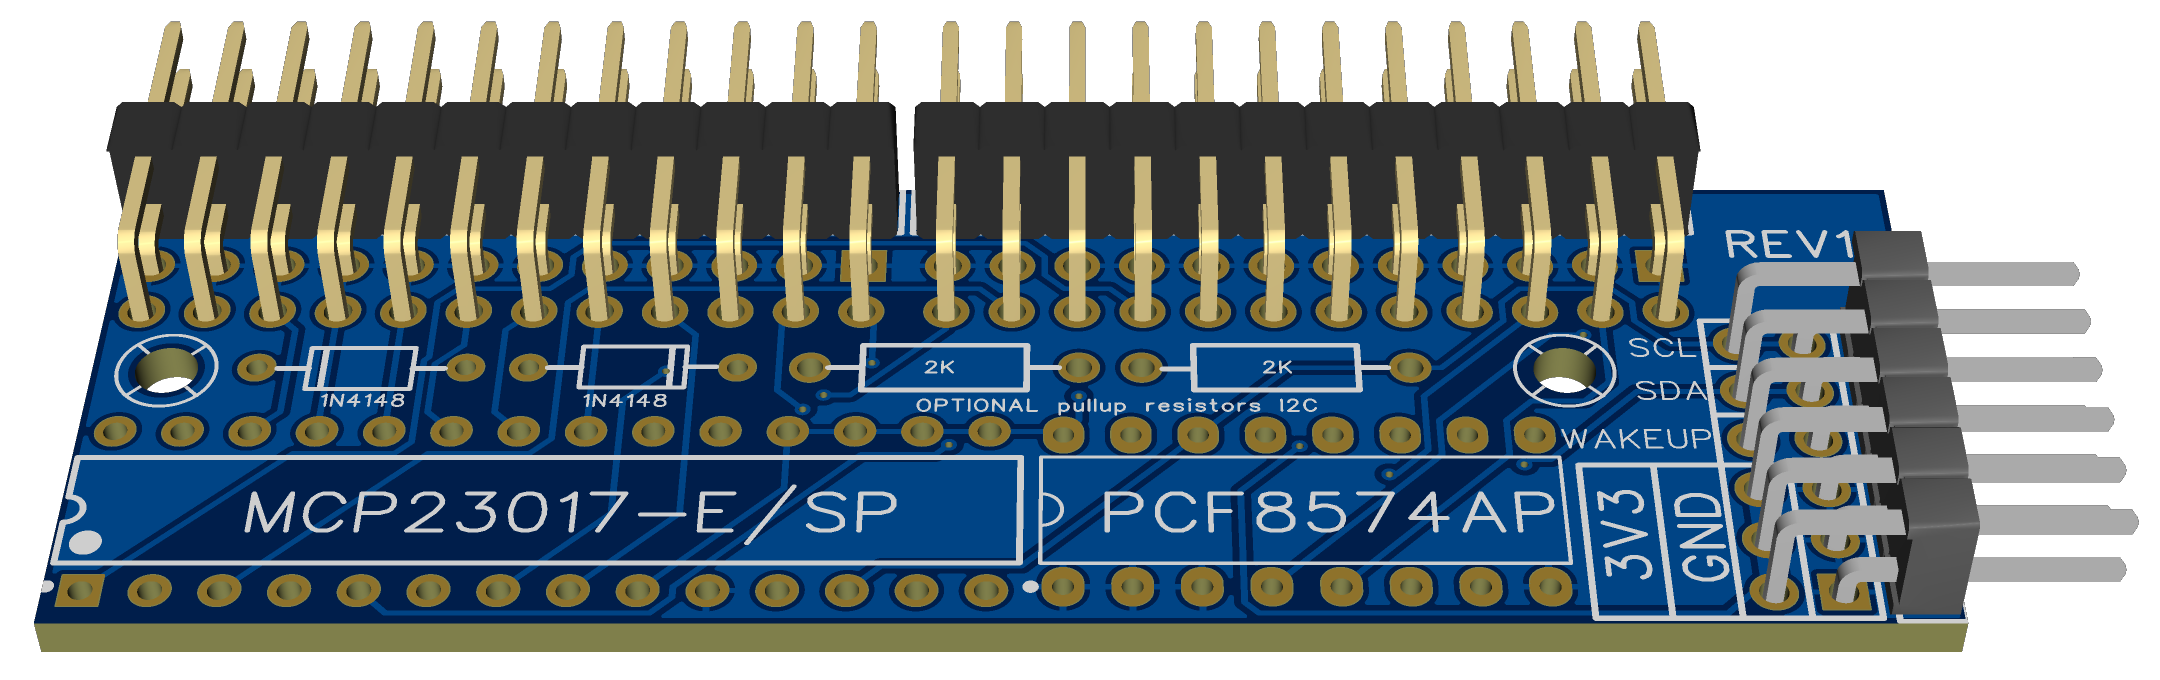 REV1
SCL
2K
2K
SDA
1N4148
1N4148
OPTIONAL pullup resistors I2C
WAKEUP
MCP23017-E/SP
PCF8574AP
3V3
GND